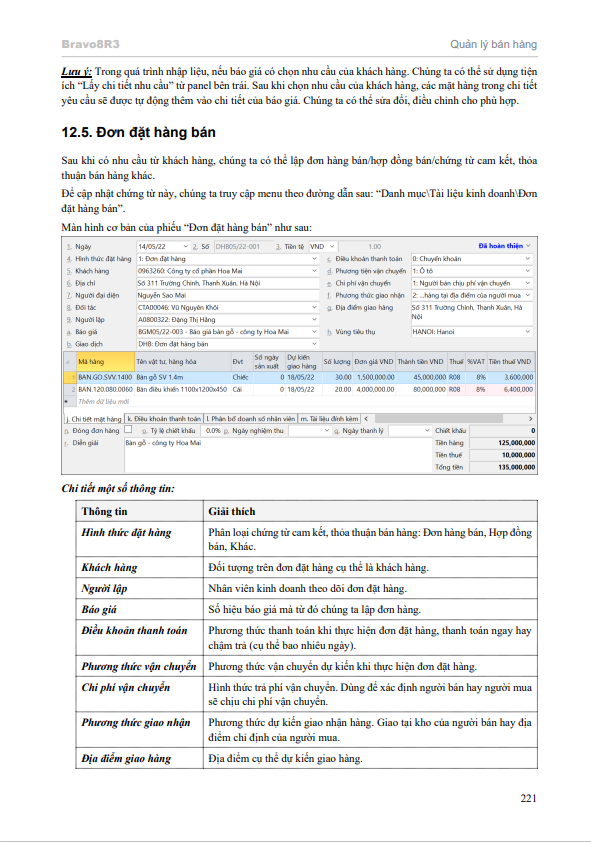 Bravo8R3 Quản lý bán hàng
Lưu ý: Trong quá trình nhập liệu, nếu báo giá có chọn nhu cầu của khách hàng. Chúng ta có thể sử dụng tiện
ích “Lấy chi tiết nhu cầu” từ panel bên trái. Sau khi chọn nhu cầu của khách hàng, các mặt hàng trong chi tiết
yêu cầu sẽ được tự động thêm vào chi tiết của báo giá. Chúng ta có thể sửa đổi, điều chỉnh cho phù hợp.
12.5. Đơn đặt hàng bán
Sau khi có nhu cầu từ khách hàng, chúng ta có thể lập đơn hàng bán/hợp đồng bán/chứng từ cam kết, thỏa
thuận bán hàng khác.
Để cập nhật chứng từ này, chúng ta truy cập menu theo đường dẫn sau: “Danh mục\Tài liệu kinh doanh\Đơn
đặt hàng bán”.
Màn hình cơ bản của phiếu “Đơn đặt hàng bán” như sau:
1. Ngày 14/05/22 2. Số DHB05/22-001 3. Tiền tệ VND 1.00 Đã hoàn thiện
4. Hình thức đặt hàng 1: Đơn đặt hàng c. Điều khoản thanh toán 0: Chuyển khoản
5. Khách hàng 0963260: Công ty cổ phần Hoa Mai d. Phương tiện vận chuyển 1: Ô tô
6. Địa chỉ Số 311 Trường Chinh, Thanh Xuân, Hà Nội e. Chi phí vận chuyển 1: Người bán chịu phí vận chuyển
7. Người đại diện Nguyễn Sao Mai f. Phương thức giao nhận 2: ...hàng tại địa điểm của người mua
8. Đối tác CTA00046: Vũ Nguyên Khôi g. Địa điểm giao hàng Số 311 Trường Chinh, Thanh Xuân, Hà
Nội
9. Người lập A0800322: Đặng Thị Hằng
a. Báo giá BGM05/22-003 - Báo giá bàn gỗ - công ty Hoa Mai h. Vùng tiêu thụ HANOI: Hanoi
b. Giao dịch DHB: Đơn đặt hàng bán
Mã hàng Tên vật tư, hàng hóa Đvt Số ngày sản xuất Dự kiến giao hàng Số lượng Đơn giá VND Thành tiền VND Thuế %VAT Tiền thuế VND
1 BAN.GO.SVV.1400 Bàn gỗ SV 1.4m Chiếc 0 18/05/22 30.00 1,500,000.00 45,000,000 R08 8% 3,600,000
2 BAN.120.080.0060 Bàn điều khiển 1100x1200x450 Cái 0 18/05/22 20.00 4,000,000.00 80,000,000 R08 8% 6,400,000
Thêm dữ liệu mới
j. Chi tiết mặt hàng k. Điều khoản thanh toán l. Phân bổ doanh số nhân viên m. Tài liệu đính kèm
n. Đóng đơn hàng o. Tỷ lệ chiết khấu 0.0% p. Ngày nghiệm thu q. Ngày thanh lý Chiết khấu 0
r. Diễn giải Bàn gỗ - công ty Hoa Mai Tiền hàng 125,000,000
Tiền thuế 10,000,000
Tổng tiền 135,000,000
Chi tiết một số thông tin:
Thông tin Giải thích
Hình thức đặt hàng Phân loại chứng từ cam kết, thỏa thuận bán hàng: Đơn hàng bán, Hợp đồng
bán, Khác.
Khách hàng Đối tượng trên đơn đặt hàng cụ thể là khách hàng.
Người lập Nhân viên kinh doanh theo dõi đơn đặt hàng.
Báo giá Số hiệu báo giá mà từ đó chúng ta lập đơn hàng.
Điều khoản thanh toán Phương thức thanh toán khi thực hiện đơn đặt hàng, thanh toán ngay hay
chậm trả (cụ thể bao nhiêu ngày).
Phương thức vận chuyển Phương thức vận chuyển dự kiến khi thực hiện đơn đặt hàng.
Chi phí vận chuyển Hình thức trả phí vận chuyển. Dùng để xác định người bán hay người mua
sẽ chịu chi phí vận chuyển.
Phương thức giao nhận Phương thức dự kiến giao nhận hàng. Giao tại kho của người bán hay địa
điểm chỉ định của người mua.
Địa điểm giao hàng Địa điểm cụ thể dự kiến giao hàng.
221